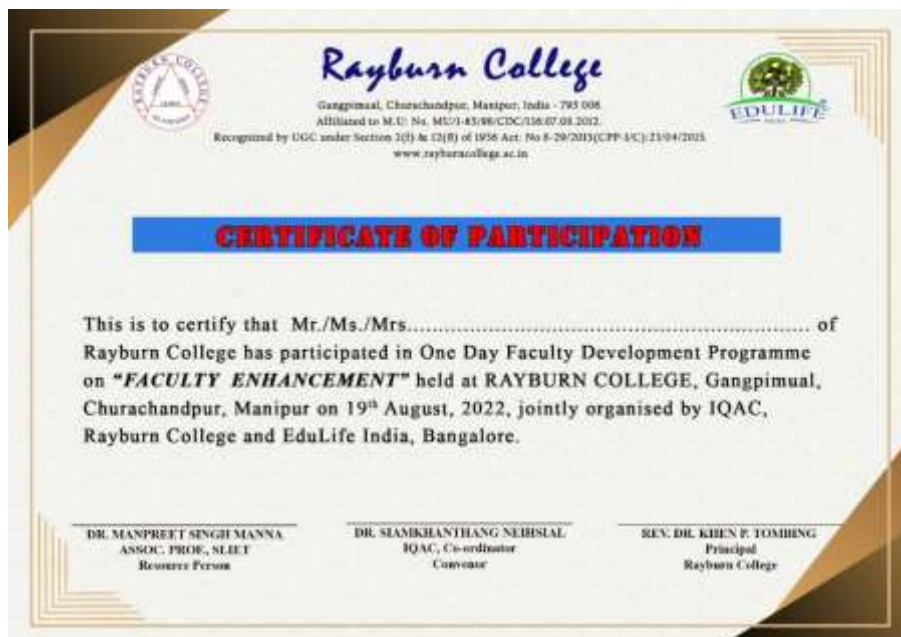 RAYBURN COLLEGE
Rayburn College
Gangpimual, Churachandpur, Manipur, India - 795 006.
Affiliated to M.U: No. MU/1-83/98/CDC/116:07.08.2012.
Recognized by UGC under Section 2(f) & 12(B) of 1956 Act: No.8-29/2015(CPP-I/C):23/04/2015
www.rayburncollege.ac.in
EDULIFE
CERTIFICATE OF PARTICIPATION
This is to certify that Mr./Ms./Mrs.................................................................. of
Rayburn College has participated in One Day Faculty Development Programme
on “FACULTY ENHANCEMENT” held at RAYBURN COLLEGE, Gangpimual,
Churachandpur, Manipur on 19th August, 2022, jointly organised by IQAC,
Rayburn College and EduLife India, Bangalore.
DR. MANPREET SINGH MANNA
ASSOC. PROF., SLIET
Resource Person
DR. SIAMKHANTHANG NEIHSIAL
IQAC, Co-ordinator
Convenor
REV. DR. KHEN P. TOMBING
Principal
Rayburn College